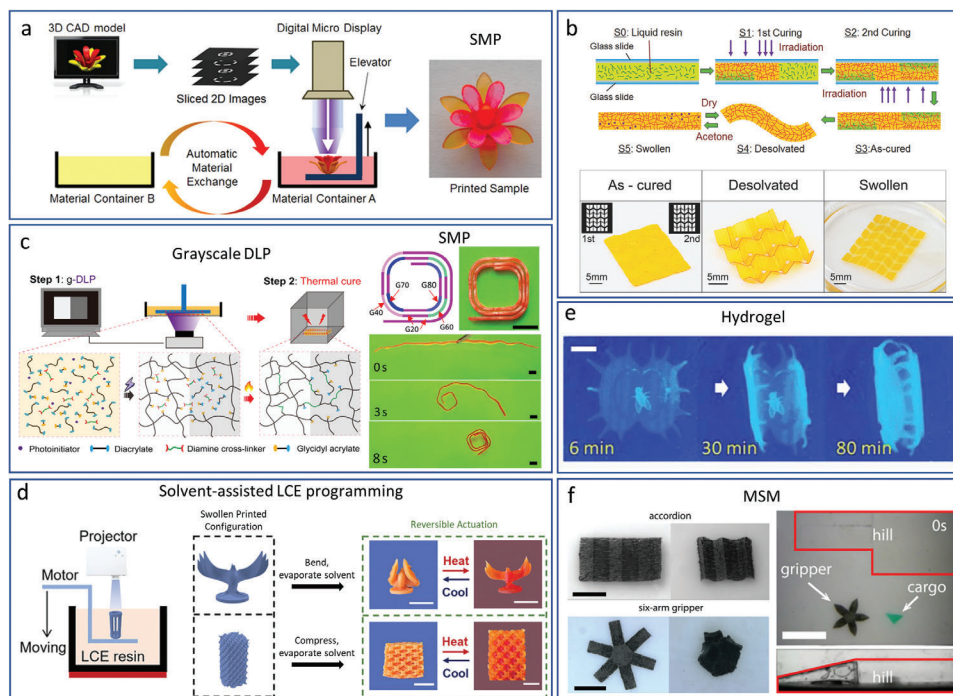 a
3D CAD model
Sliced 2D Images
Digital Micro Display
Elevator
SMP
Automatic
Material
Exchange
Material Container B
Material Container A
Printed Sample
b
S0: Liquid resin
S1: 1st Curing
S2: 2nd Curing
Glass slide
Irradiation
Glass slide
Irradiation
Dry
Acetone
S5: Swollen
S4: Desolvated
S3:As-cured
As - cured
Desolvated
Swollen
1st
2nd
5mm
5mm
5mm
c
Grayscale DLP
SMP
Step 1: g-DLP
Step 2: Thermal cure
G70
G80
G40
G20
G60
0 s
3 s
8 s
Photoinitiator
Diacrylate
Diamine cross-linker
Glycidyl acrylate
e
Hydrogel
6 min
30 min
80 min
d
Solvent-assisted LCE programming
Projector
Motor
Moving
LCE resin
Swollen Printed
Configuration
Bend,
evaporate solvent
Compress,
evaporate solvent
Reversible Actuation
Heat
Cool
Heat
Cool
f
MSM
accordion
six-arm gripper
0s
hill
gripper
cargo
hill